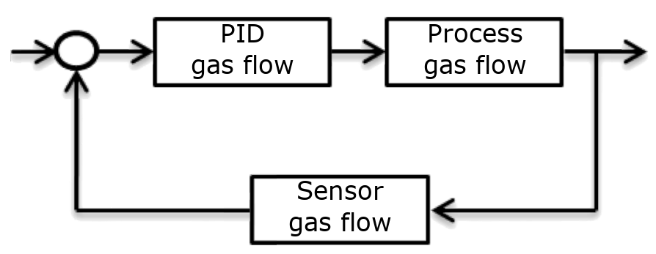 PID
gas flow
Process
gas flow
Sensor
gas flow